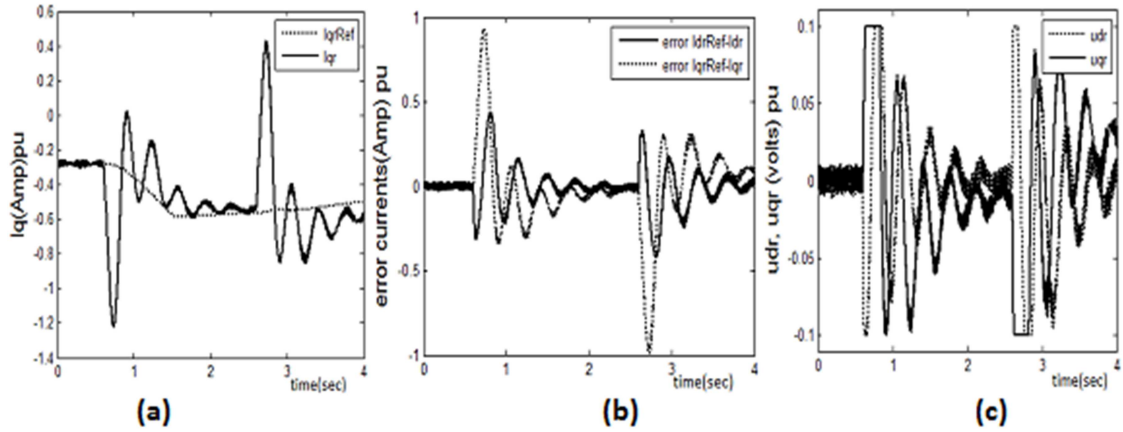 Iq(Amp)pu
0.6
0.4
0.2
0
-0.2
-0.4
-0.6
-0.8
-1
-1.2
-1.4
IqrRef
Iqr
0 1 2 3 4
time(sec)
(a)
error currents(Amp) pu
1
0.5
0
-0.5
-1
error IdrRef-Idr
error IqrRef-Iqr
0 1 2 3 4
time(sec)
(b)
udr, uqr (volts) pu
0.1
0.05
0
-0.05
-0.1
udr
uqr
0 1 2 3 4
time(sec)
(c)